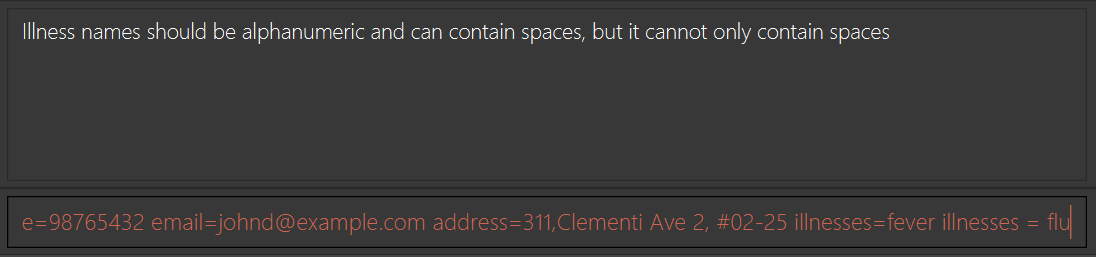 Illness names should be alphanumeric and can contain spaces, but it cannot only contain spaces
e=98765432 email=johnd@example.com address=311,Clementi Ave 2, #02-25 illnesses=fever illnesses = flu